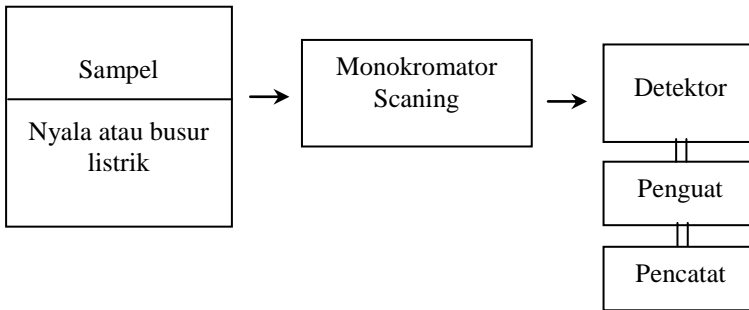 Sampel
Nyala atau busur
listrik
Monokromator
Scaning
Detektor
Penguat
Pencatat